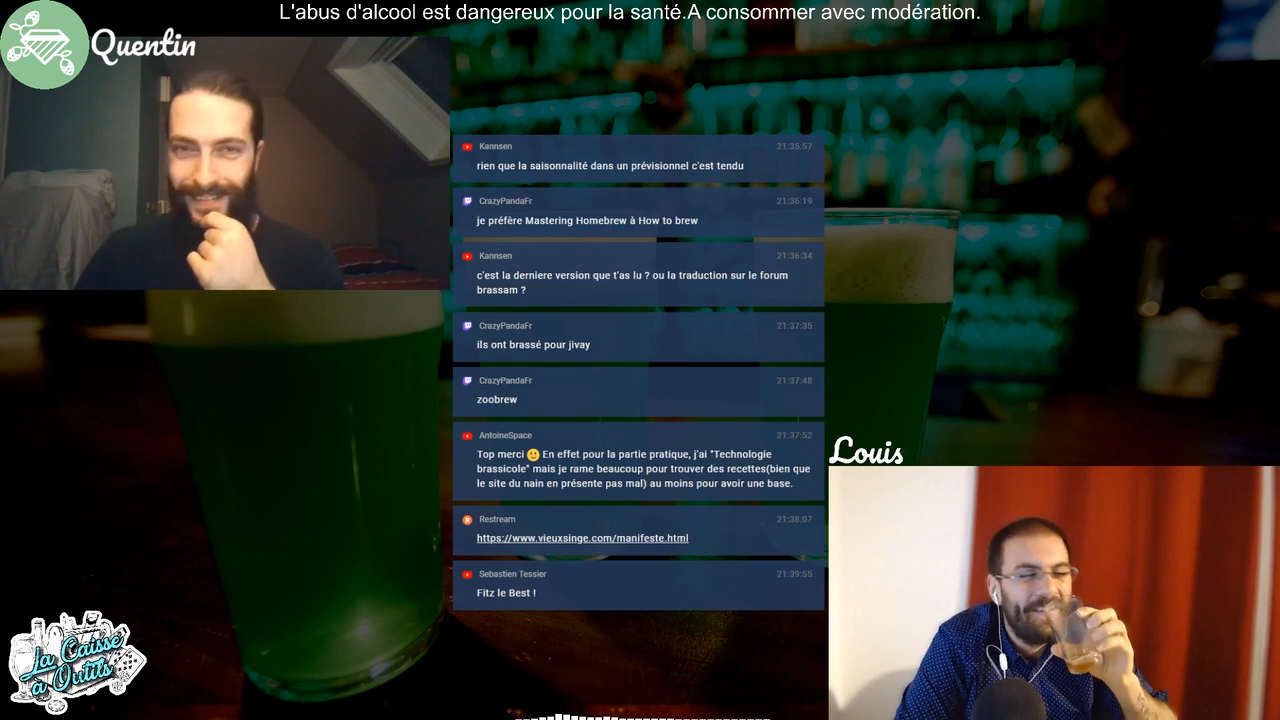 L'abus d'alcool est dangereux pour la santé.A consommer avec modération.
Quentin
Kannsen 21:35:57
rien que la saisonnalité dans un prévisionnel c'est tendu
CrazyPandaFr 21:36:19
je préfère Mastering Homebrew à How to brew
Kannsen 21:36:34
c'est la derniere version que t'as lu ? ou la traduction sur le forum
brassam ?
CrazyPandaFr 21:37:35
ils ont brassé pour jivay
CrazyPandaFr 21:37:48
zoobrew
AntoineSpace 21:37:52
Top merci 🙂 En effet pour la partie pratique, j'ai "Technologie
brassicole" mais je rame beaucoup pour trouver des recettes(bien que
le site du nain en présente pas mal) au moins pour avoir une base.
Restream 21:38:07
https://www.vieuxsinge.com/manifeste.html
Sebastien Tessier 21:39:55
Fitz le Best !
Louis
La Caisse
à Outils